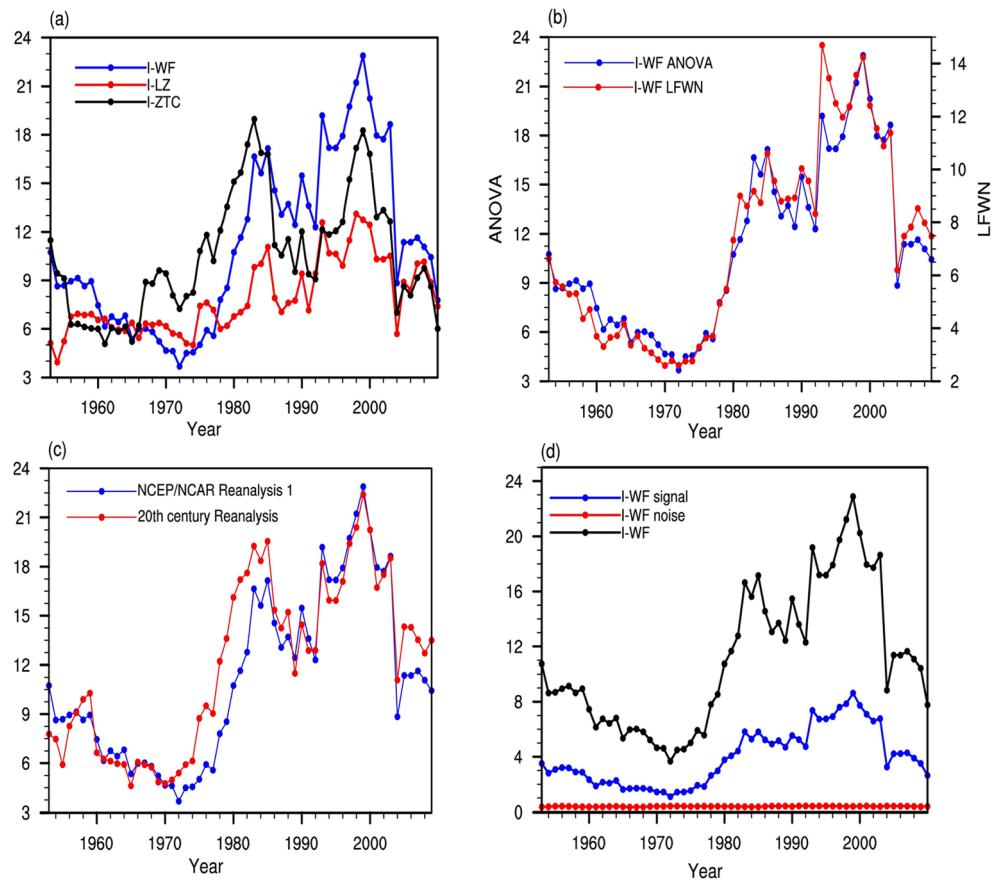 (a)
24
21
18
15
12
9
6
3
I-WF
I-LZ
I-ZTC
1960 1970 1980 1990 2000
Year
(b)
24
21
18
15
12
9
6
3
ANOVA
I-WF ANOVA
I-WF LFWN
14
12
10
8
6
4
2
LFWN
1960 1970 1980 1990 2000
Year
(c)
24
21
18
15
12
9
6
3
NCEP/NCAR Reanalysis 1
20th century Reanalysis
1960 1970 1980 1990 2000
Year
(d)
24
20
16
12
8
4
0
I-WF signal
I-WF noise
I-WF
1960 1970 1980 1990 2000
Year